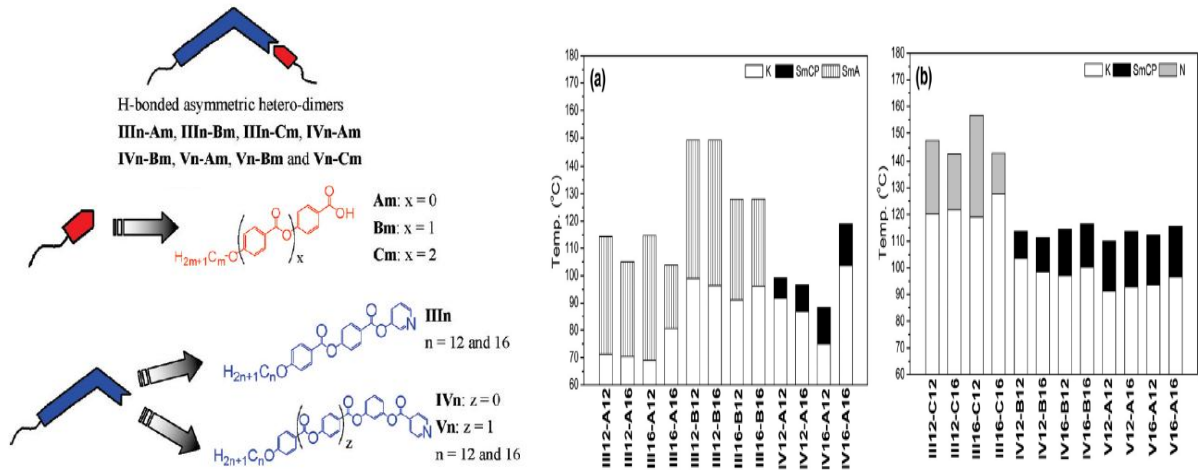 H-bonded asymmetric hetero-dimers
IIIn-Am, IIIn-Bm, IIIn-Cm, IVn-Am
IVn-Bm, Vn-Am, Vn-Bm and Vn-Cm
H2m+1Cm-O
O
O
x
O
OH
Am: x = 0
Bm: x = 1
Cm: x = 2
H2n+1CnO
O
O
O
O
N
IIIn
n = 12 and 16
H2n+1CnO
O
O
z
O
O
O
O
N
IVn: z = 0
Vn: z = 1
n = 12 and 16
(a)
K SmCP SmA
Temp. (°C)
180
170
160
150
140
130
120
110
100
90
80
70
60
III12-A12
III12-A16
III16-A12
III16-A16
III12-B12
III12-B16
III16-B12
III16-B16
IV12-A12
IV12-A16
IV16-A12
IV16-A16
(b)
K SmCP N
Temp. (°C)
180
170
160
150
140
130
120
110
100
90
80
70
60
III12-C12
III12-C16
III16-C12
III16-C16
IV12-B12
IV12-B16
IV16-B12
IV16-B16
V12-A12
V12-A16
V16-A12
V16-A16